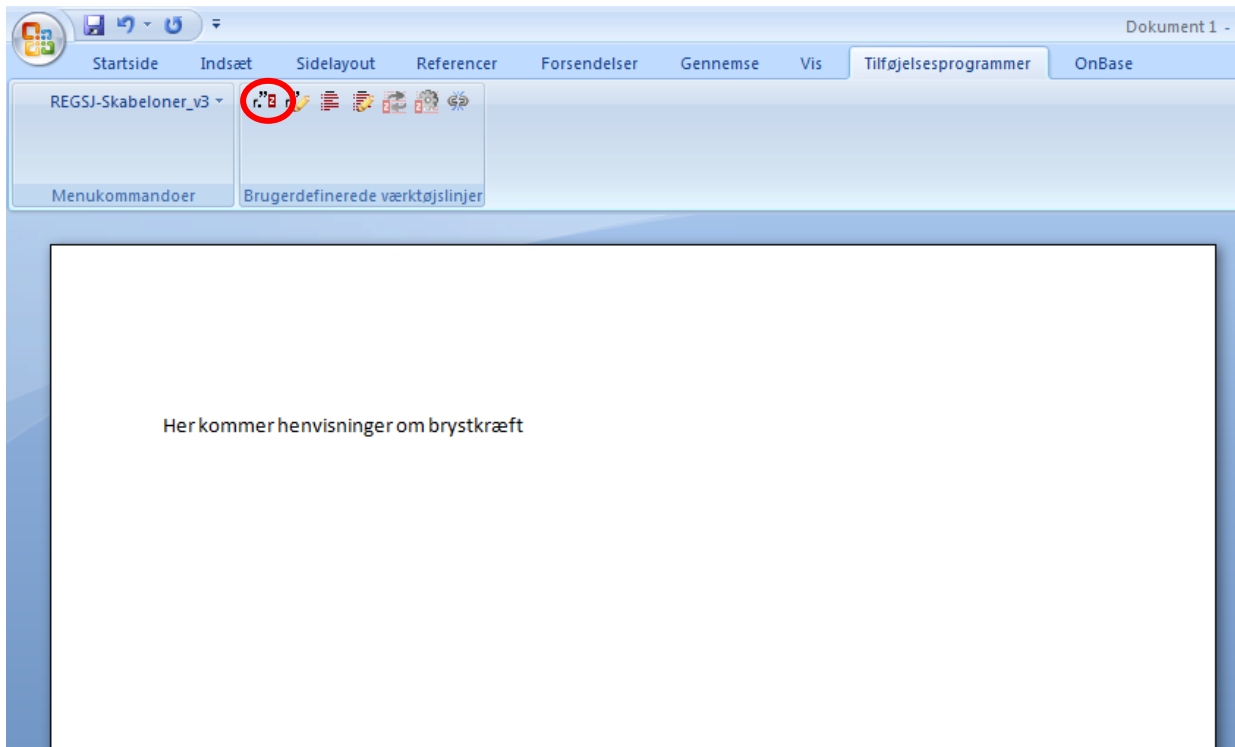 Dokument 1 -
Startside Indsæt Sidelayout Referencer Forsendelser Gennemse Vis Tilføjelsesprogrammer OnBase
REGSJ-Skabeloner_v3
Menukommandoer Brugerdefinerede værktøjslinjer
Her kommer henvisninger om brystkræft